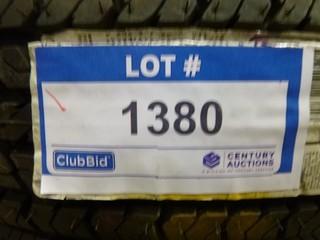 LOT #
1380
ClubBid
CENTURY
AUCTIONS